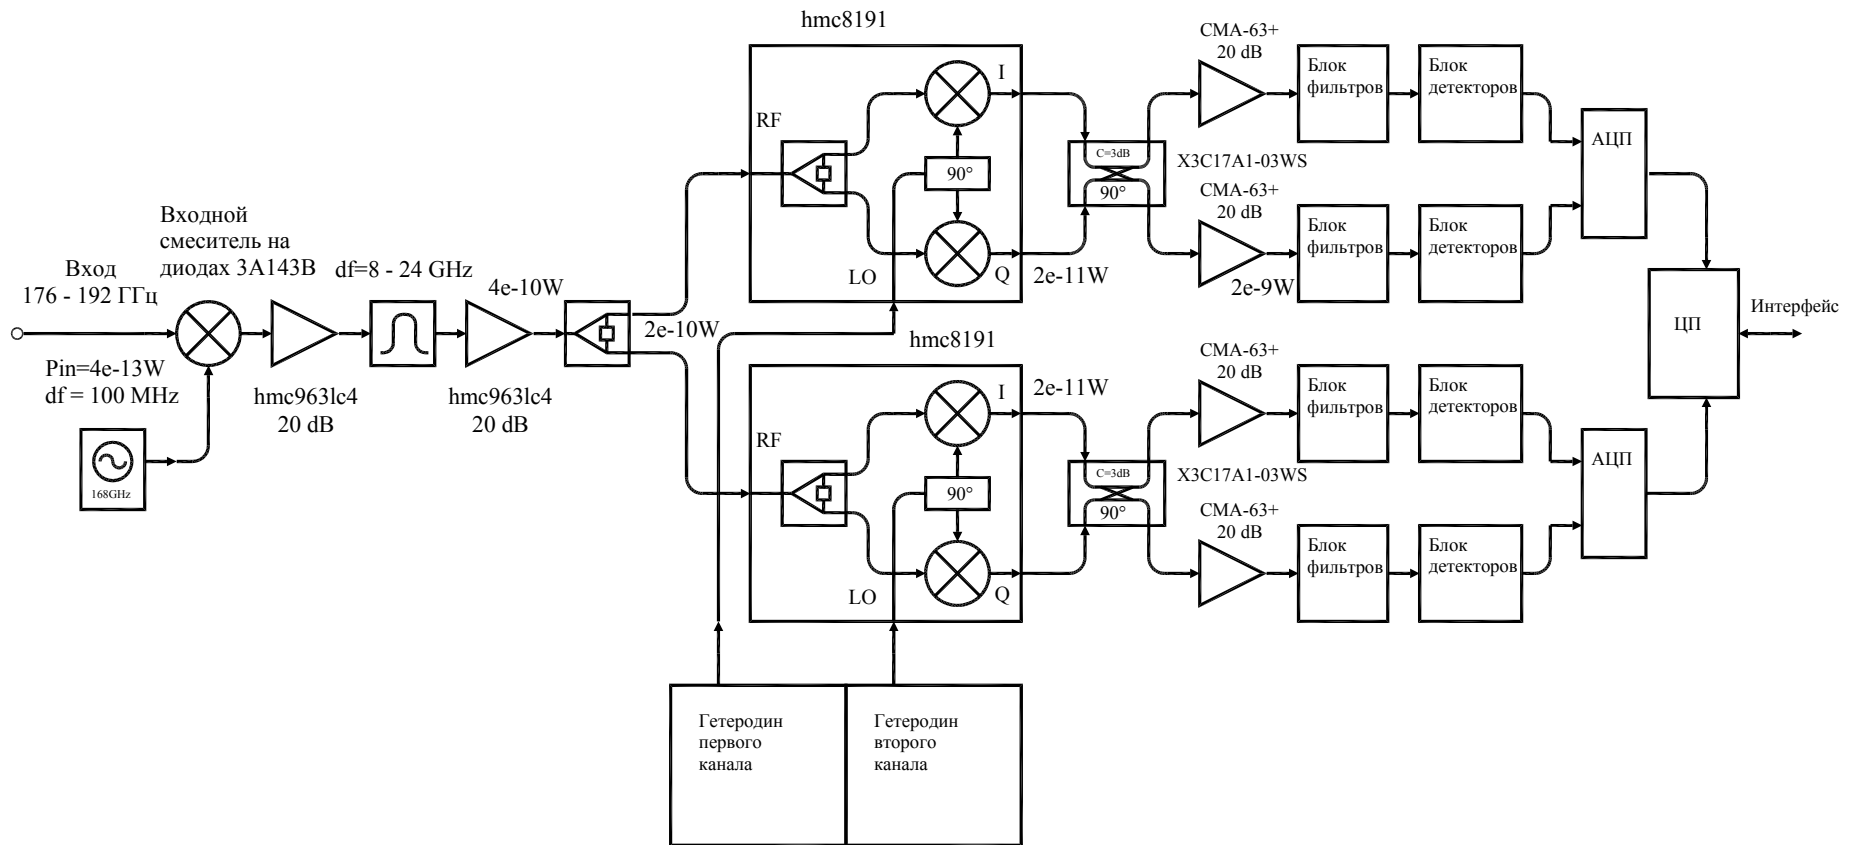 hmc8191
CMA-63+
20 dB
Блок
фильтров
Блок
детекторов
I
RF
АЦП
C=3dB
X3C17A1-03WS
90°
90°
CMA-63+
20 dB
Входной
смеситель на
диодах 3А143В
Блок
фильтров
Блок
детекторов
Вход
176 - 192 ГГц
df=8 - 24 GHz
4e-10W
LO
Q
2e-11W
2e-9W
Интерфейс
ЦП
2e-10W
hmc8191
CMA-63+
20 dB
Pin=4e-13W
df = 100 MHz
hmc963lc4
20 dB
hmc963lc4
20 dB
2e-11W
Блок
фильтров
Блок
детекторов
I
RF
АЦП
C=3dB
X3C17A1-03WS
168GHz
90°
90°
CMA-63+
20 dB
Блок
фильтров
Блок
детекторов
LO
Q
Гетеродин
первого
канала
Гетеродин
второго
канала